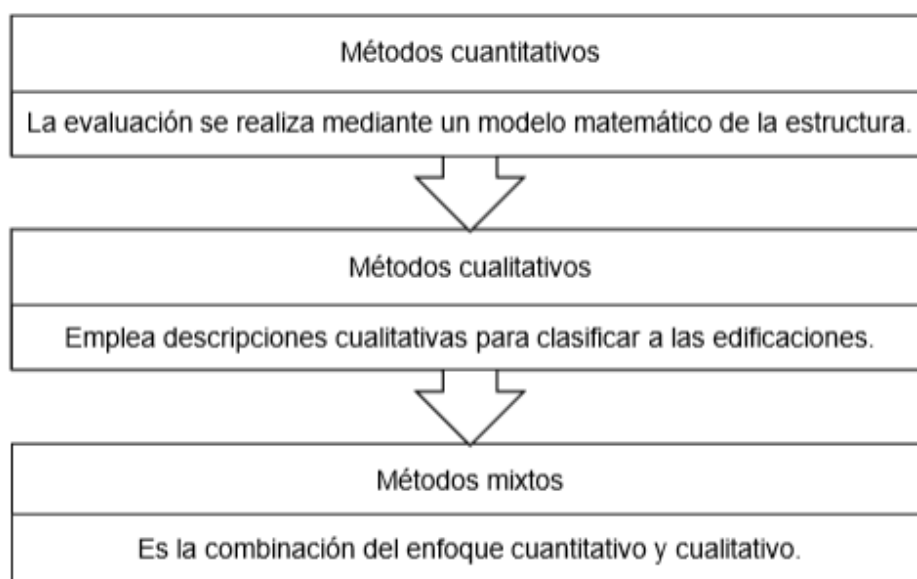 Métodos cuantitativos
La evaluación se realiza mediante un modelo matemático de la estructura.
Métodos cualitativos
Emplea descripciones cualitativas para clasificar a las edificaciones.
Métodos mixtos
Es la combinación del enfoque cuantitativo y cualitativo.